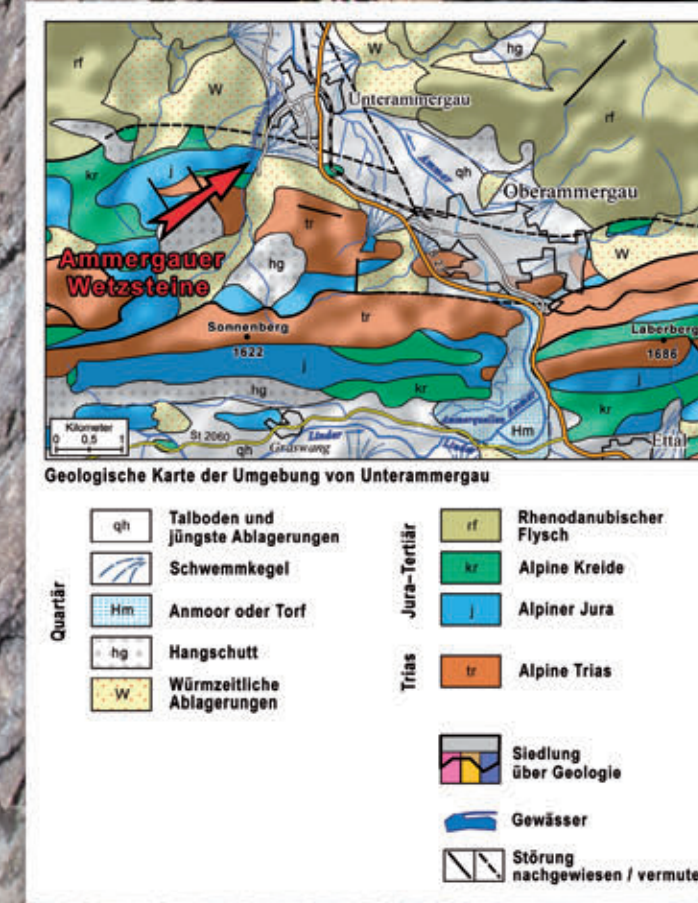 rf
W
W
hg
Unterammergau
rf
kr
j
Ammer
qh
Oberammergau
tr
W
Ammergauer
Wetzsteine
hg
tr
Sonnenberg
1622
Laberberg
1686
j
j
kr
kr
hg
Hm
Kilometer
0 0,5 1
St 2060
qh
Linder
Graswang
Ammerquellen
Ammer
Ettal
Geologische Karte der Umgebung von Unterammergau
Quartär
qh
Talboden und
jüngste Ablagerungen
Schwemmkegel
Hm
Anmoor oder Torf
hg
Hangschutt
W
Würmzeitliche
Ablagerungen
Jura–Tertiär
rf
Rhenodanubischer
Flysch
kr
Alpine Kreide
j
Alpiner Jura
Trias
tr
Alpine Trias
Siedlung
über Geologie
Gewässer
Störung
nachgewiesen / vermute